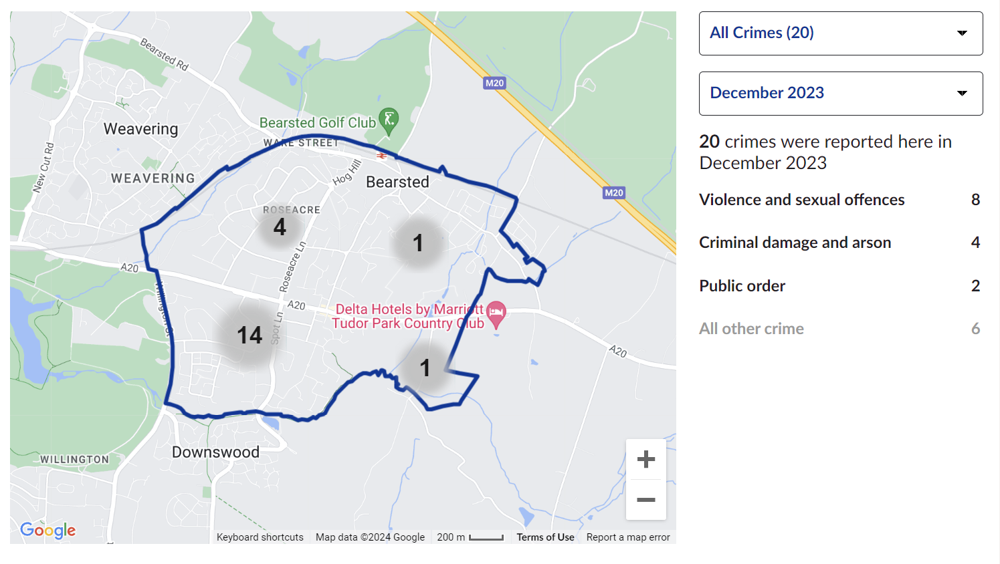 Bearsted Rd
M20
Bearsted Golf Club
Weavering
WARE STREET
New Cut Rd
Hog Hill
WEAVERING
Bearsted
M20
ROSEACRE
4
1
Roseacre Ln
A20
Willington St
A20
Delta Hotels by Marriott
Tudor Park Country Club
14
Spot Ln
A20
1
Downswood
WILLINGTON
Google
Keyboard shortcuts Map data ©2024 Google 200 m Terms of Use Report a map error
All Crimes (20)
December 2023
20 crimes were reported here in
December 2023
Violence and sexual offences 8
Criminal damage and arson 4
Public order 2
All other crime 6